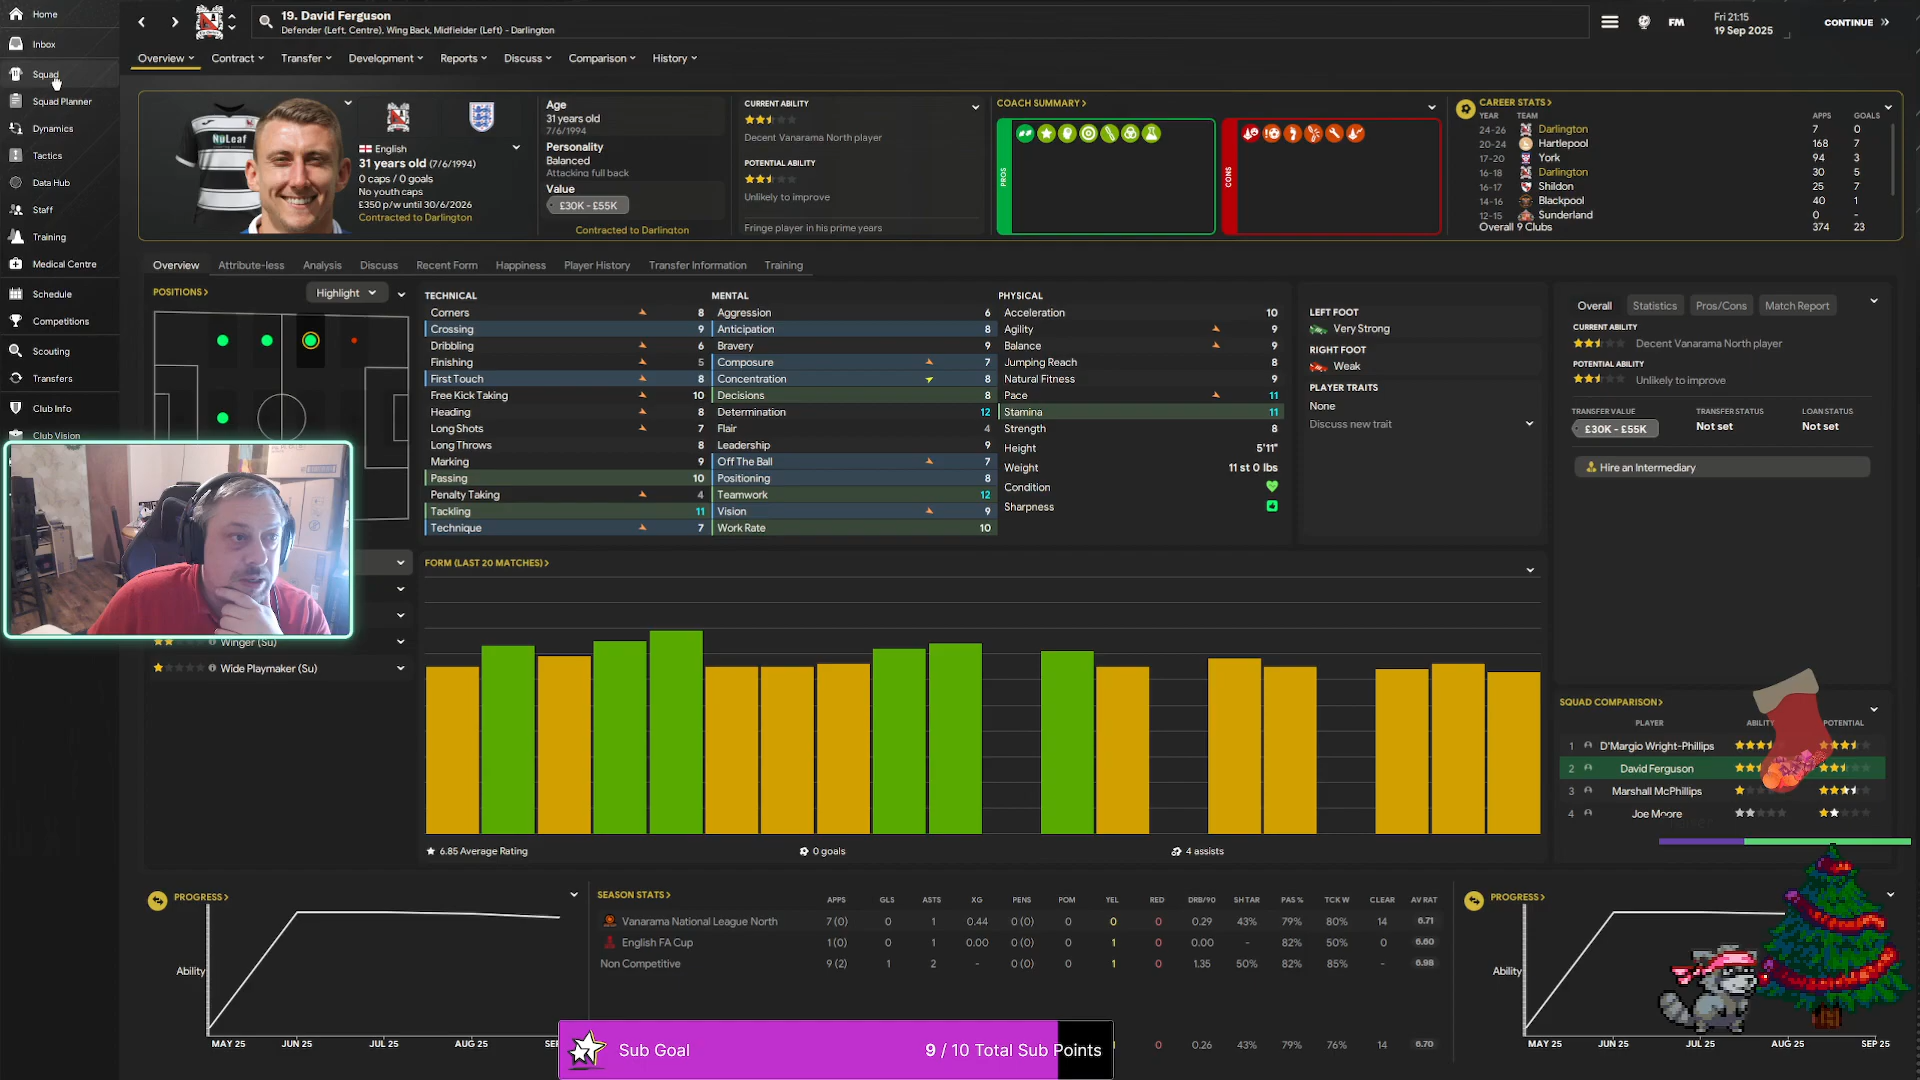 Home
Inbox
Squad
Squad Planner
Dynamics
Tactics
Data Hub
Staff
Training
Medical Centre
Schedule
Competitions
Scouting
Transfers
Club Info
Club Vision
19. David Ferguson
Defender (Left, Centre), Wing Back, Midfielder (Left) - Darlington
FM
Fri 21:15
19 Sep 2025
CONTINUE
Overview Contract Transfer Development Reports Discuss Comparison History
NuLeaf
English
31 years old (7/6/1994)
0 caps / 0 goals
No youth caps
£350 p/w until 30/6/2026
Contracted to Darlington
Age
31 years old
7/6/1994
Personality
Balanced
Attacking full back
Value
£30K - £55K
Contracted to Darlington
CURRENT ABILITY
Decent Vanarama North player
POTENTIAL ABILITY
Unlikely to improve
Fringe player in his prime years
COACH SUMMARY >
PROS
CONS
CAREER STATS >
YEAR TEAM APPS GOALS
24-26 Darlington 7 0
20-24 Hartlepool 168 7
17-20 York 94 3
16-18 Darlington 30 5
16-17 Shildon 25 7
14-16 Blackpool 40 1
12-15 Sunderland 0 -
Overall 9 Clubs 374 23
Overview Attribute-less Analysis Discuss Recent Form Happiness Player History Transfer Information Training
POSITIONS >
Highlight
TECHNICAL
Corners 8
Crossing 9
Dribbling 6
Finishing 5
First Touch 8
Free Kick Taking 10
Heading 8
Long Shots 7
Long Throws 8
Marking 9
Passing 10
Penalty Taking 4
Tackling 11
Technique 7
MENTAL
Aggression 6
Anticipation 8
Bravery 9
Composure 7
Concentration 8
Decisions 8
Determination 12
Flair 4
Leadership 9
Off The Ball 7
Positioning 8
Teamwork 12
Vision 9
Work Rate 10
PHYSICAL
Acceleration 10
Agility 9
Balance 9
Jumping Reach 8
Natural Fitness 9
Pace 11
Stamina 11
Strength 8
Height 5'11"
Weight 11 st 0 lbs
Condition
Sharpness
LEFT FOOT
Very Strong
RIGHT FOOT
Weak
PLAYER TRAITS
None
Discuss new trait
Overall Statistics Pros/Cons Match Report
CURRENT ABILITY
Decent Vanarama North player
POTENTIAL ABILITY
Unlikely to improve
TRANSFER VALUE TRANSFER STATUS LOAN STATUS
£30K - £55K Not set Not set
Hire an Intermediary
Winger (Su)
Wide Playmaker (Su)
FORM (LAST 20 MATCHES) >
6.85 Average Rating
0 goals
4 assists
SQUAD COMPARISON >
PLAYER ABILITY POTENTIAL
1 D'Margio Wright-Phillips
2 David Ferguson
3 Marshall McPhillips
4 Joe Moore
PROGRESS >
Ability
MAY 25 JUN 25 JUL 25 AUG 25
SEASON STATS >
APPS GLS ASTS XG PENS POM YEL RED DRB/90 SH TAR PAS % TCK W CLEAR AV RAT
Vanarama National League North 7 (0) 0 1 0.44 0 (0) 0 0 0 0.29 43% 79% 80% 14 6.71
English FA Cup 1 (0) 0 1 0.00 0 (0) 0 1 0 0.00 - 82% 50% 0 6.60
Non Competitive 9 (2) 1 2 - 0 (0) 0 1 0 1.35 50% 82% 85% - 6.98
0 0.26 43% 79% 76% 14 6.70
PROGRESS >
Ability
MAY 25 JUN 25 JUL 25 AUG 25 SEP 25
Sub Goal 9 / 10 Total Sub Points